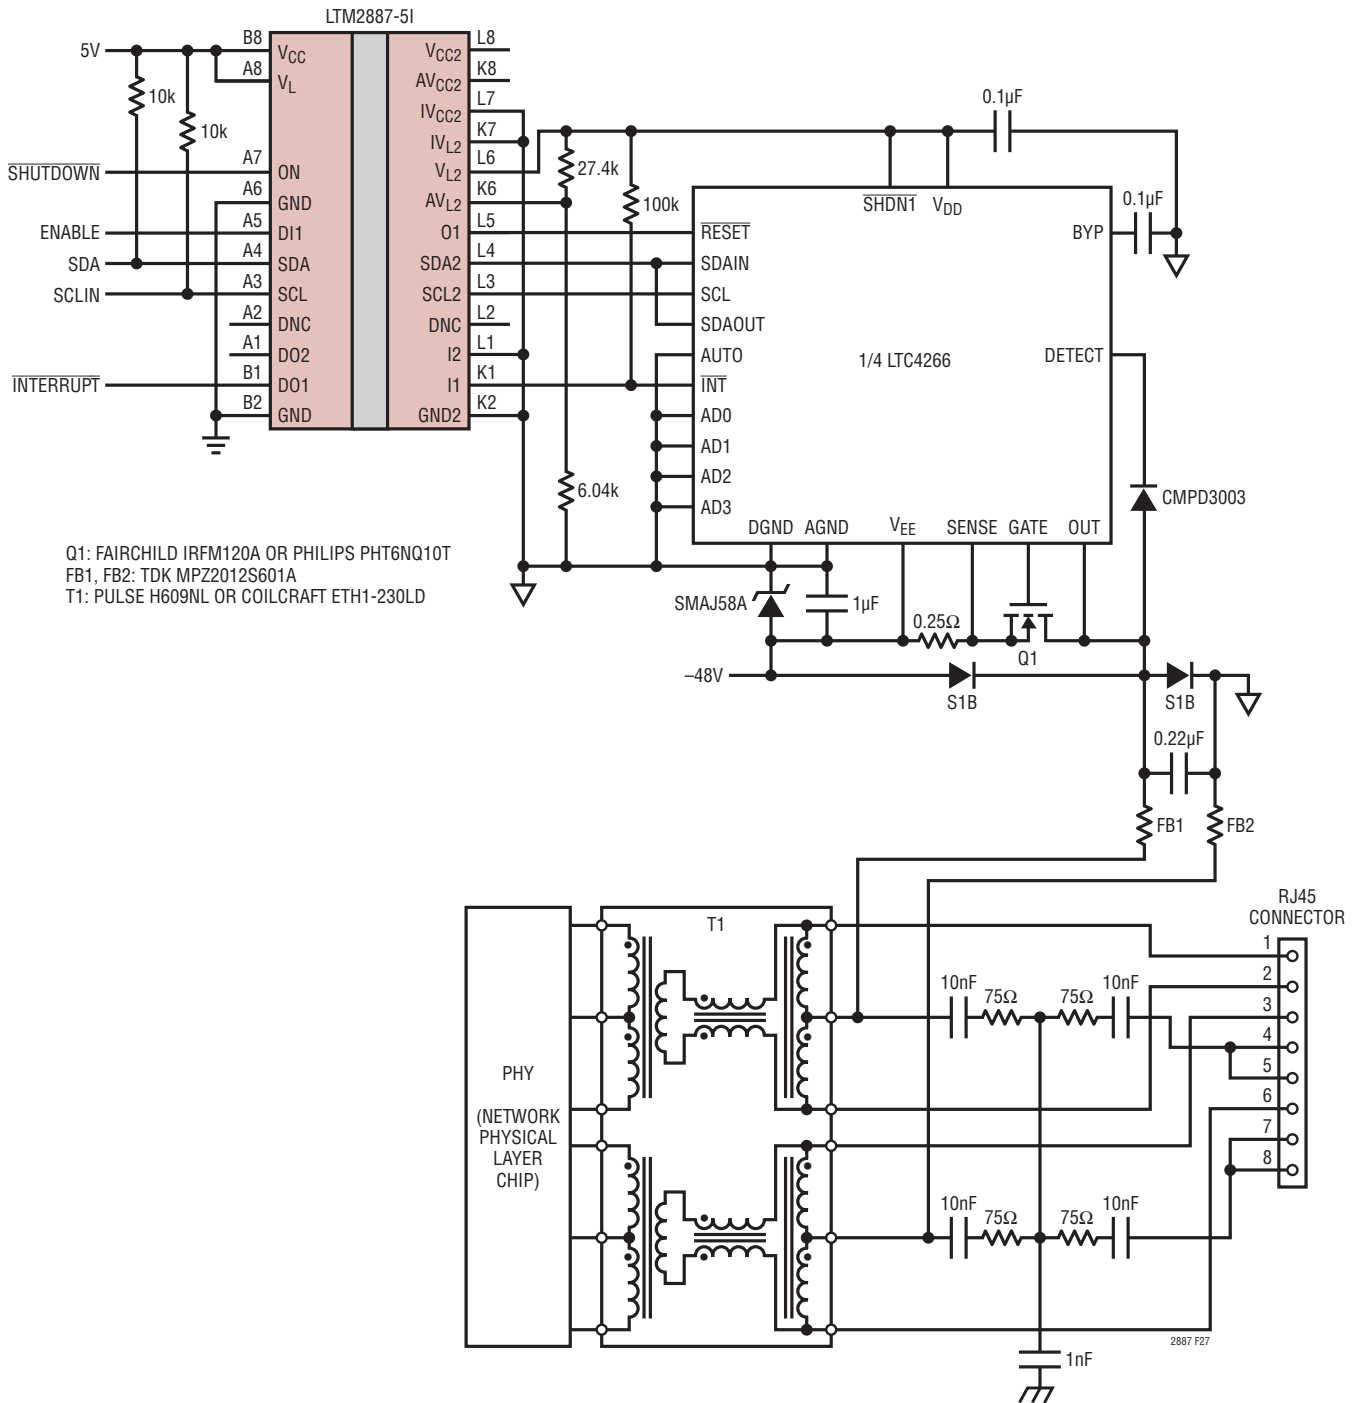 LTM2887-5I
5V
10k
10k
SHUTDOWN
ENABLE
SDA
SCLIN
INTERRUPT
B8
A8
A7
A6
A5
A4
A3
A2
A1
B1
B2
VCC
VL
ON
GND
DI1
SDA
SCL
DNC
DO2
DO1
GND
VCC2
AVCC2
IVCC2
IVL2
VL2
AVL2
O1
SDA2
SCL2
DNC
I2
I1
GND2
L8
K8
L7
K7
L6
K6
L5
L4
L3
L2
L1
K1
K2
27.4k
100k
6.04k
0.1µF
0.1µF
SHDN1 VDD
BYP
RESET
SDAIN
SCL
SDAOUT
AUTO
INT
AD0
AD1
AD2
AD3
1/4 LTC4266
DETECT
DGND AGND VEE SENSE GATE OUT
CMPD3003
Q1: FAIRCHILD IRFM120A OR PHILIPS PHT6NQ10T
FB1, FB2: TDK MPZ2012S601A
T1: PULSE H609NL OR COILCRAFT ETH1-230LD
SMAJ58A
1µF
0.25Ω
Q1
–48V
S1B
S1B
0.22µF
FB1
FB2
RJ45
CONNECTOR
T1
PHY
(NETWORK
PHYSICAL
LAYER
CHIP)
10nF
75Ω
75Ω
10nF
1
2
3
4
5
6
7
8
10nF
75Ω
75Ω
10nF
1nF
2887 F27